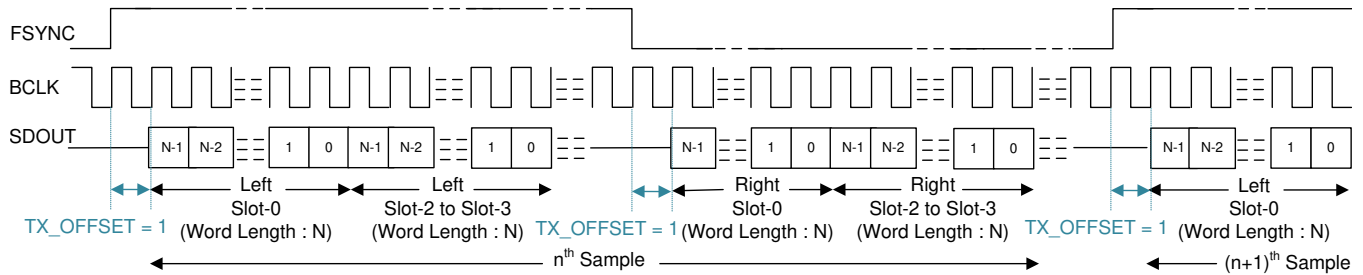 FSYNC
BCLK
SDOUT
N-1 N-2 1 0 N-1 N-2 1 0 N-1 1 0 N-1 N-2 1 0 N-1 N-2 1 0
TX_OFFSET = 1
Left
Slot-0
(Word Length : N)
Left
Slot-2 to Slot-3
(Word Length : N)
TX_OFFSET = 1
Right
Slot-0
(Word Length : N)
Right
Slot-2 to Slot-3
(Word Length : N)
TX_OFFSET = 1
Left
Slot-0
(Word Length : N)
nth Sample
(n+1)th Sample